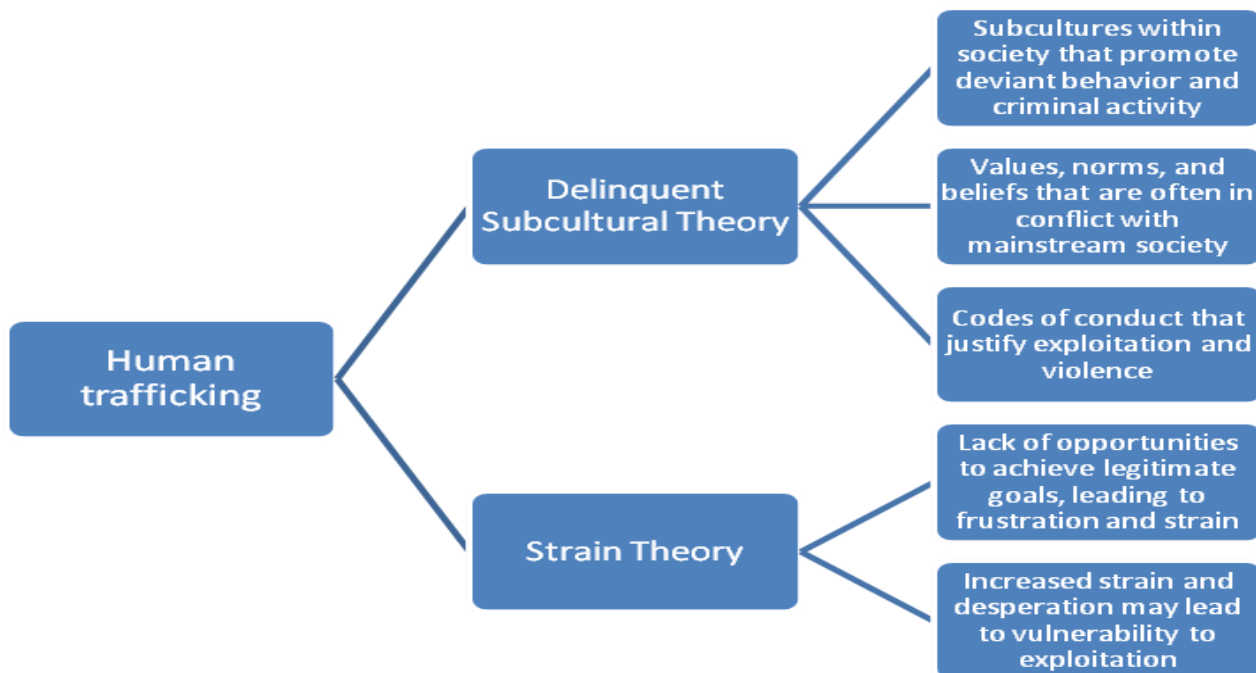 Human
trafficking
Delinquent
Subcultural Theory
Subcultures within
society that promote
deviant behavior and
criminal activity
Values, norms, and
beliefs that are often in
conflict with
mainstream society
Codes of conduct that
justify exploitation and
violence
Strain Theory
Lack of opportunities
to achieve legitimate
goals, leading to
frustration and strain
Increased strain and
desperation may lead
to vulnerability to
exploitation